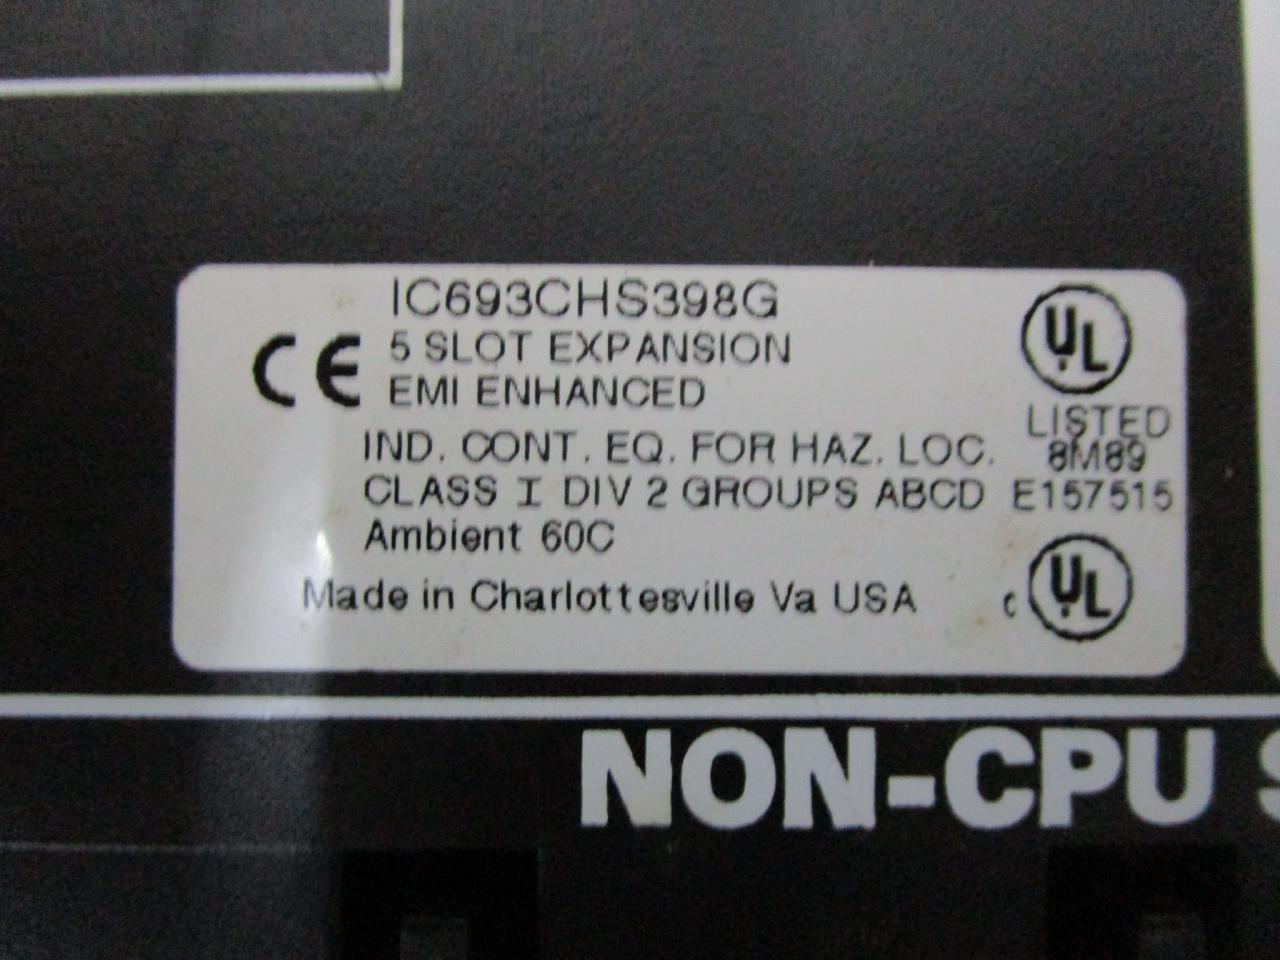 IC693CHS398G
CE 5 SLOT EXPANSION
EMI ENHANCED
IND. CONT. EQ. FOR HAZ. LOC.
CLASS I DIV 2 GROUPS ABCD
Ambient 60C
Made in Charlottesville Va USA
UL
LISTED
8M89
E157515
c UL
NON-CPU